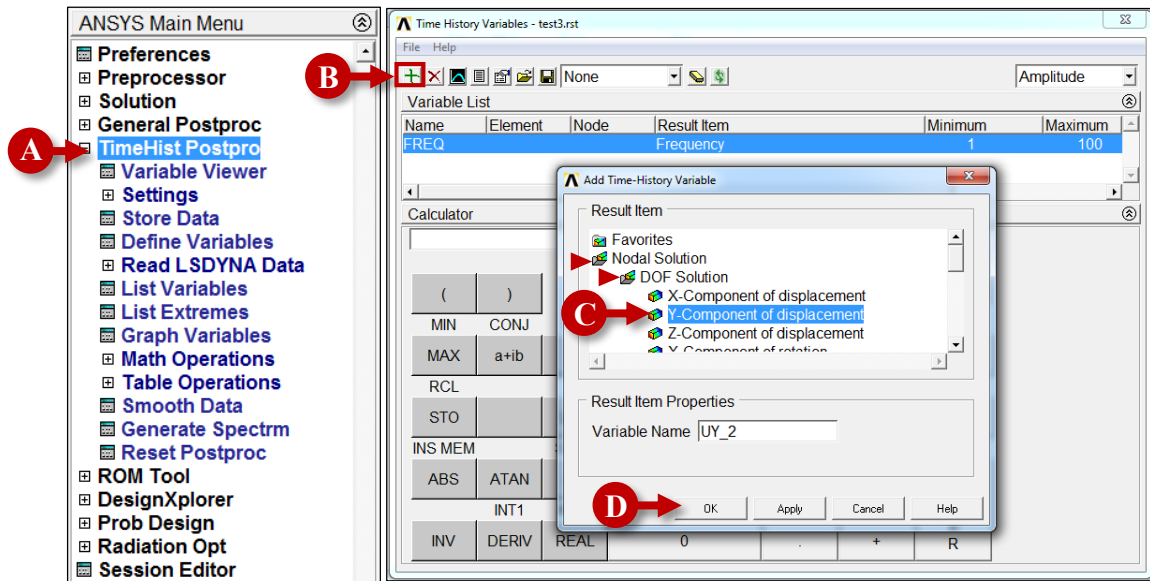 ANSYS Main Menu
Preferences
Preprocessor
Solution
General Postproc
A
TimeHist Postpro
Variable Viewer
Settings
Store Data
Define Variables
Read LSDYNA Data
List Variables
List Extremes
Graph Variables
Math Operations
Table Operations
Smooth Data
Generate Spectrm
Reset Postproc
ROM Tool
DesignXplorer
Prob Design
Radiation Opt
Session Editor
Time History Variables - test3.rst
File Help
B
None Amplitude
Variable List
Name Element Node Result Item Minimum Maximum
FREQ Frequency 1 100
Calculator
( )
MIN CONJ
MAX a+ib
RCL
STO
INS MEM
ABS ATAN
INT1
INV DERIV REAL 0 . + R
Add Time-History Variable
Result Item
Favorites
Nodal Solution
DOF Solution
X-Component of displacement
C
Y-Component of displacement
Z-Component of displacement
X-Component of rotation
Result Item Properties
Variable Name UY_2
D
OK Apply Cancel Help